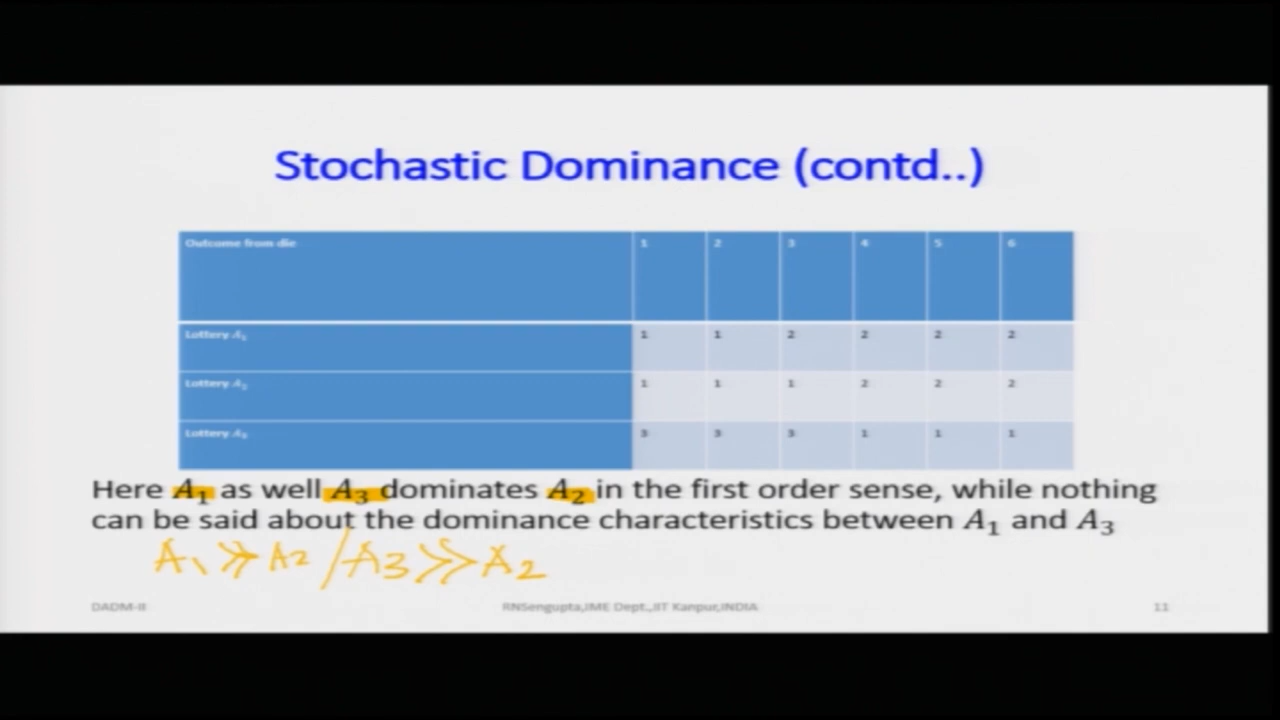 Stochastic Dominance (contd..)
Outcome from die 1 2 3 4 5 6
Lottery A₁ 1 1 2 2 2 2
Lottery A₂ 1 1 1 2 2 2
Lottery A₃ 3 3 3 1 1 1
Here A₁ as well A₃ dominates A₂ in the first order sense, while nothing
can be said about the dominance characteristics between A₁ and A₃
A₁ ≫ A₂ / A₃ ≫ A₂
DADM-II RNSengupta,IME Dept.,IIT Kanpur,INDIA 11